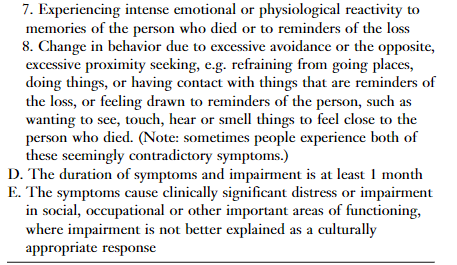 7. Experiencing intense emotional or physiological reactivity to
memories of the person who died or to reminders of the loss
8. Change in behavior due to excessive avoidance or the opposite,
excessive proximity seeking, e.g. refraining from going places,
doing things, or having contact with things that are reminders of
the loss, or feeling drawn to reminders of the person, such as
wanting to see, touch, hear or smell things to feel close to the
person who died. (Note: sometimes people experience both of
these seemingly contradictory symptoms.)
D. The duration of symptoms and impairment is at least 1 month
E. The symptoms cause clinically significant distress or impairment
in social, occupational or other important areas of functioning,
where impairment is not better explained as a culturally
appropriate response